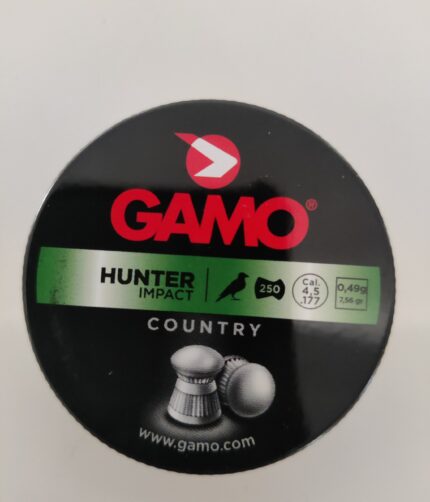 GAMO®
HUNTER
IMPACT
250
Cal.
4,5
.177
0,49g
7,56 gr
COUNTRY
www.gamo.com